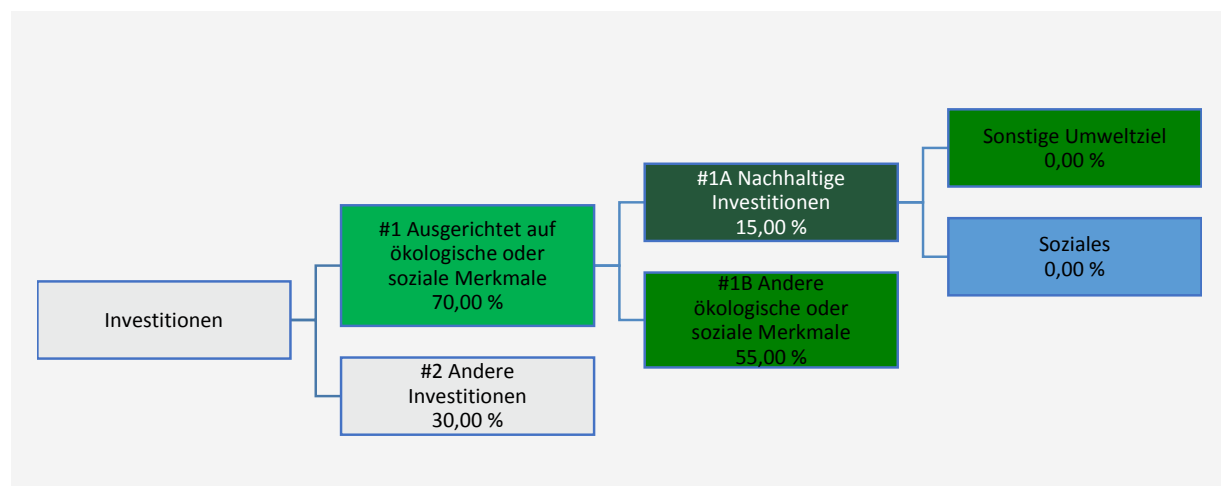 Investitionen
#1 Ausgerichtet auf
ökologische oder
soziale Merkmale
70,00 %
#2 Andere
Investitionen
30,00 %
#1A Nachhaltige
Investitionen
15,00 %
#1B Andere
ökologische oder
soziale Merkmale
55,00 %
Sonstige Umweltziel
0,00 %
Soziales
0,00 %